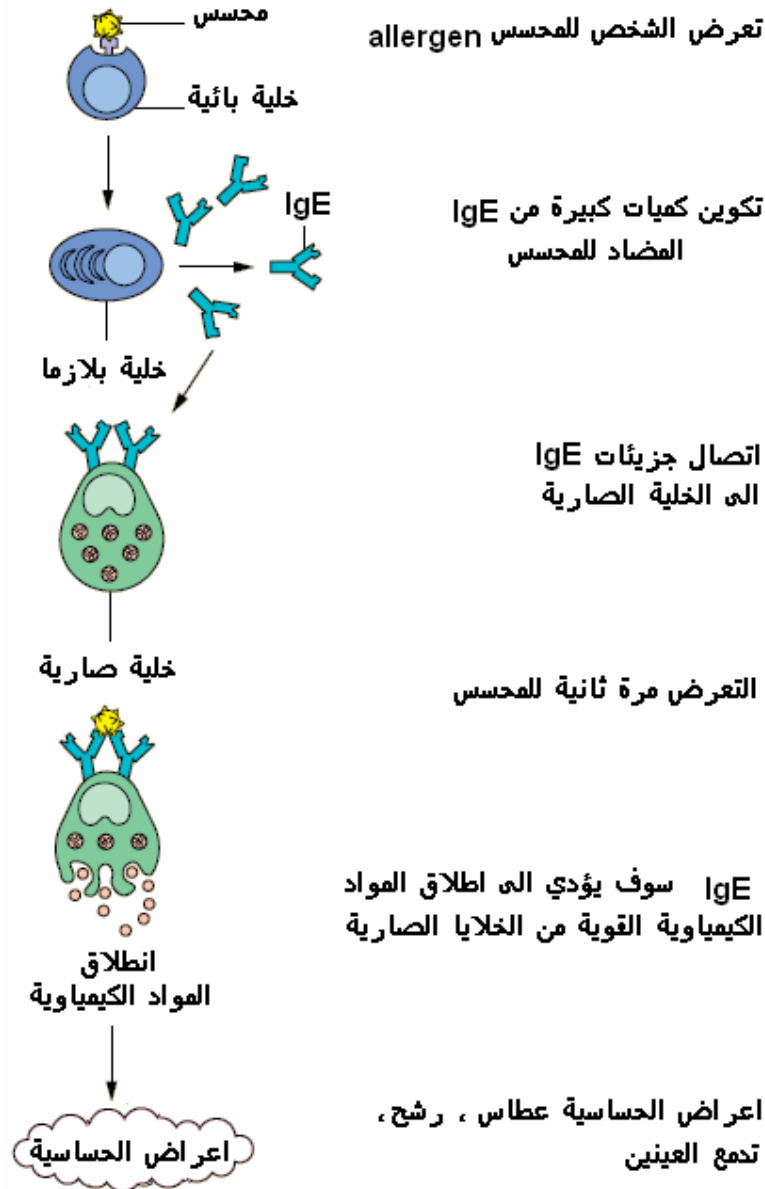 محسس
تعرض الشخص للمحسس allergen
خلية بائية
IgE
تكوين كميات كبيرة من IgE
المضاد للمحسس
خلية بلازما
اتصال جزيئات IgE
الى الخلية الصارية
خلية صارية
التعرض مرة ثانية للمحسس
IgE سوف يؤدي الى اطلاق المواد
الكيمياوية القوية من الخلايا الصارية
انطلاق
المواد الكيمياوية
اعراض الحساسية عطاس ، رشح،
تدمع العينين
اعراض الحساسية